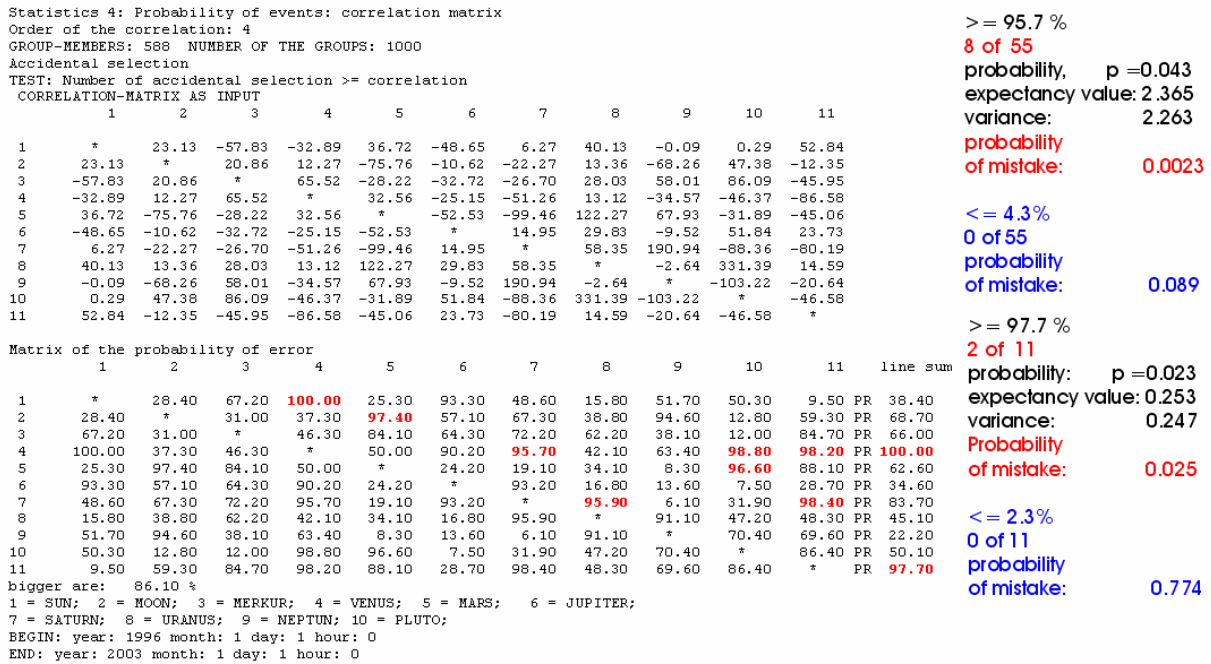 Statistics 4: Probability of events: correlation matrix
Order of the correlation: 4
GROUP-MEMBERS: 588 NUMBER OF THE GROUPS: 1000
Accidental selection
TEST: Number of accidental selection >= correlation
CORRELATION-MATRIX AS INPUT
1 2 3 4 5 6 7 8 9 10 11
1 * 23.13 -57.83 -32.89 36.72 -48.65 6.27 40.13 -0.09 0.29 52.84
2 23.13 * 20.86 12.27 -75.76 -10.62 -22.27 13.36 -68.26 47.38 -12.35
3 -57.83 20.86 * 65.52 -28.22 -32.72 -26.70 28.03 58.01 86.09 -45.95
4 -32.89 12.27 65.52 * 32.56 -25.15 -51.26 13.12 -34.57 -46.37 -86.58
5 36.72 -75.76 -28.22 32.56 * -52.53 -99.46 122.27 67.93 -31.89 -45.06
6 -48.65 -10.62 -32.72 -25.15 -52.53 * 14.95 29.83 -9.52 51.84 23.73
7 6.27 -22.27 -26.70 -51.26 -99.46 14.95 * 58.35 190.94 -88.36 -80.19
8 40.13 13.36 28.03 13.12 122.27 29.83 58.35 * -2.64 331.39 14.59
9 -0.09 -68.26 58.01 -34.57 67.93 -9.52 190.94 -2.64 * -103.22 -20.64
10 0.29 47.38 86.09 -46.37 -31.89 51.84 -88.36 331.39 -103.22 * -46.58
11 52.84 -12.35 -45.95 -86.58 -45.06 23.73 -80.19 14.59 -20.64 -46.58 *
Matrix of the probability of error
1 2 3 4 5 6 7 8 9 10 11 line sum
1 * 28.40 67.20 100.00 25.30 93.30 48.60 15.80 51.70 50.30 9.50 PR 38.40
2 28.40 * 31.00 37.30 97.40 57.10 67.30 38.80 94.60 12.80 59.30 PR 68.70
3 67.20 31.00 * 46.30 84.10 64.30 72.20 62.20 38.10 12.00 84.70 PR 66.00
4 100.00 37.30 46.30 * 50.00 90.20 95.70 42.10 63.40 98.80 98.20 PR 100.00
5 25.30 97.40 84.10 50.00 * 24.20 19.10 34.10 8.30 96.60 88.10 PR 62.60
6 93.30 57.10 64.30 90.20 24.20 * 93.20 16.80 13.60 7.50 28.70 PR 34.60
7 48.60 67.30 72.20 95.70 19.10 93.20 * 95.90 6.10 31.90 98.40 PR 83.70
8 15.80 38.80 62.20 42.10 34.10 16.80 95.90 * 91.10 47.20 48.30 PR 45.10
9 51.70 94.60 38.10 63.40 8.30 13.60 6.10 91.10 * 70.40 69.60 PR 22.20
10 50.30 12.80 12.00 98.80 96.60 7.50 31.90 47.20 70.40 * 86.40 PR 50.10
11 9.50 59.30 84.70 98.20 88.10 28.70 98.40 48.30 69.60 86.40 * PR 97.70
bigger are: 86.10 %
1 = SUN; 2 = MOON; 3 = MERKUR; 4 = VENUS; 5 = MARS; 6 = JUPITER;
7 = SATURN; 8 = URANUS; 9 = NEPTUN; 10 = PLUTO;
BEGIN: year: 1996 month: 1 day: 1 hour: 0
END: year: 2003 month: 1 day: 1 hour: 0
>= 95.7 %
8 of 55
probability, p =0.043
expectancy value: 2.365
variance: 2.263
probability
of mistake: 0.0023
<= 4.3%
0 of 55
probability
of mistake: 0.089
>= 97.7 %
2 of 11
probability: p =0.023
expectancy value: 0.253
variance: 0.247
Probability
of mistake: 0.025
<= 2.3%
0 of 11
probability
of mistake: 0.774